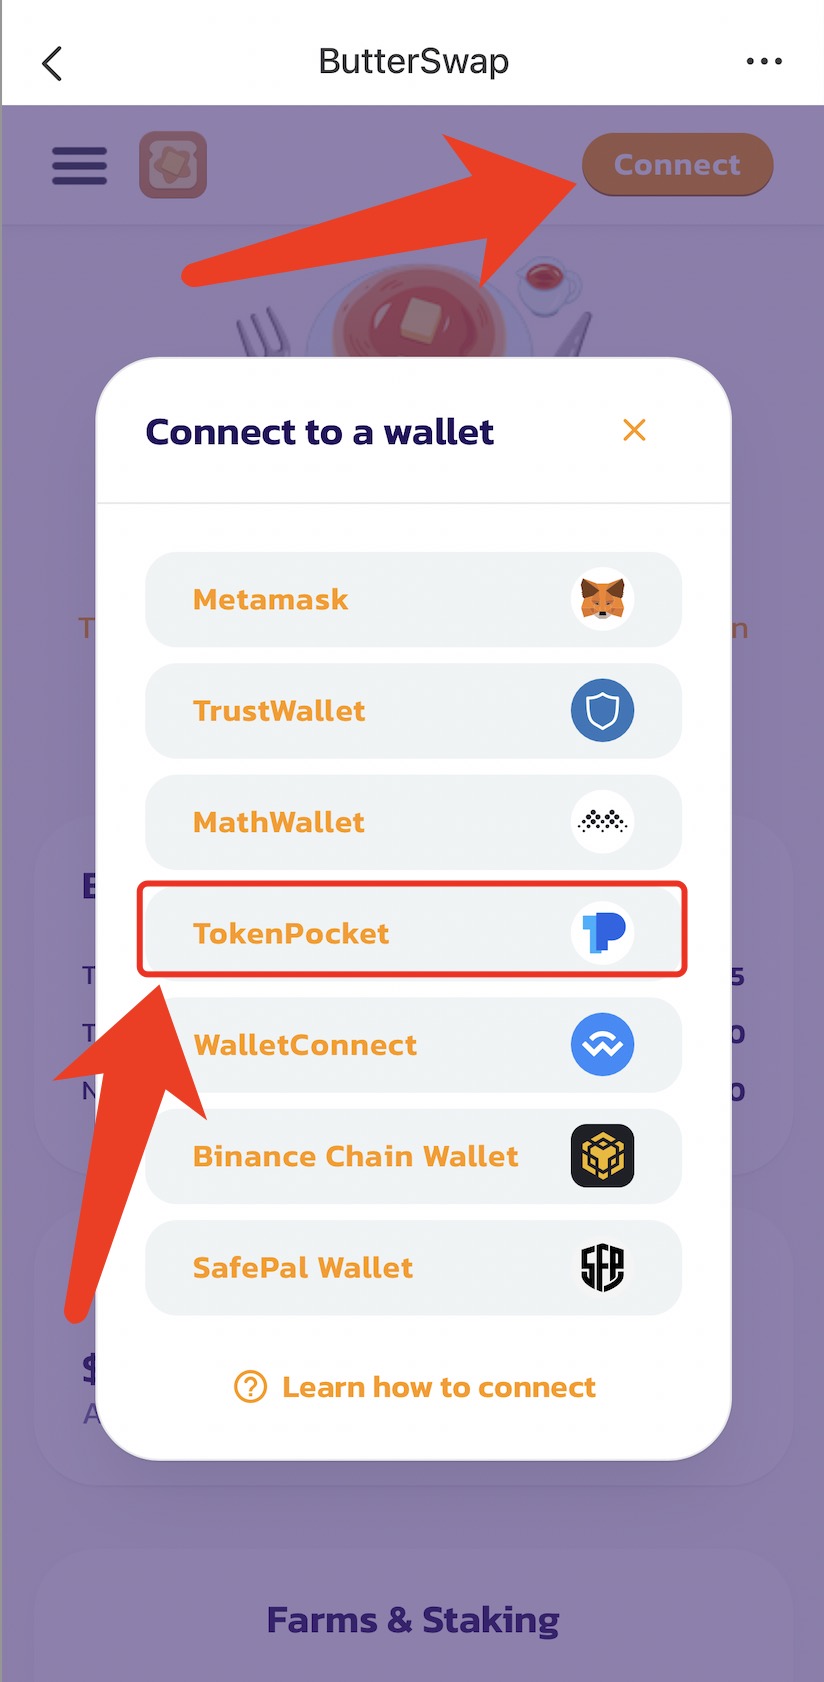 ButterSwap
Connect
Connect to a wallet
Metamask
TrustWallet
MathWallet
TokenPocket
WalletConnect
Binance Chain Wallet
SafePal Wallet
Learn how to connect
Farms & Staking